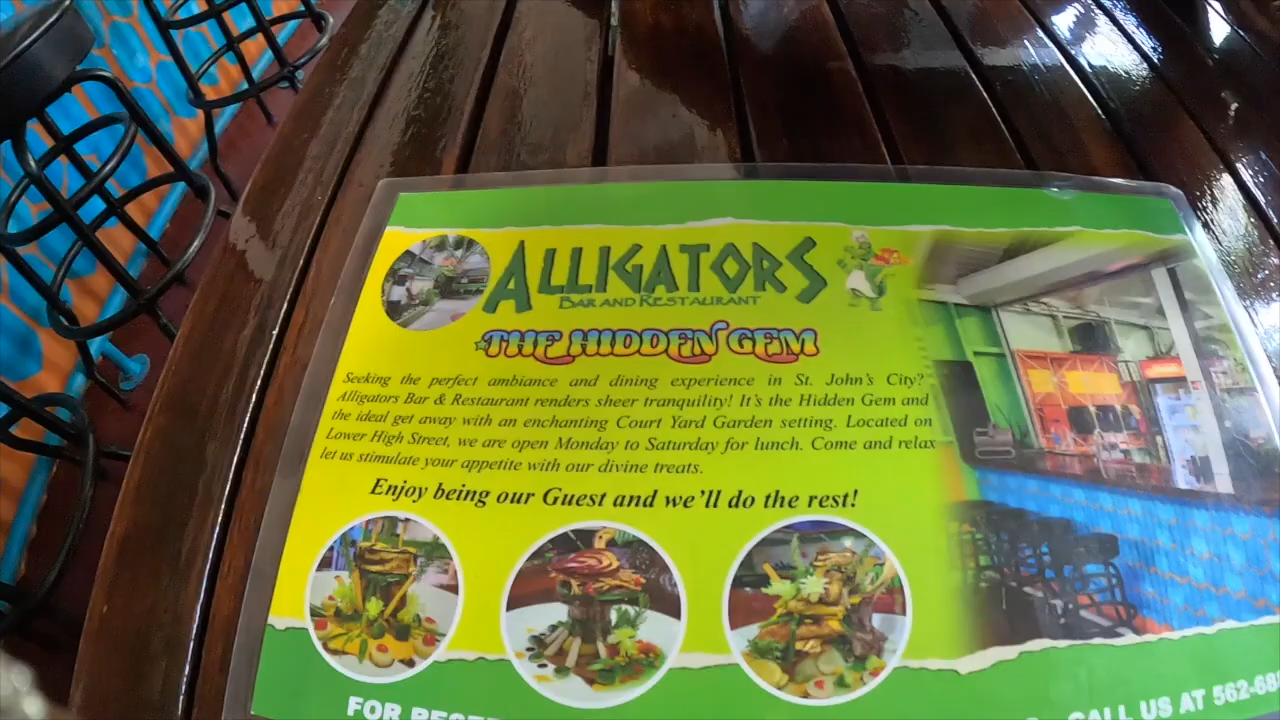 ALLIGATORS
BAR AND RESTAURANT
THE HIDDEN GEM
Seeking the perfect ambiance and dining experience in St. John's City?
Alligators Bar & Restaurant renders sheer tranquility! It's the Hidden Gem and
the ideal get away with an enchanting Court Yard Garden setting. Located on
Lower High Street, we are open Monday to Saturday for lunch. Come and relax
let us stimulate your appetite with our divine treats.
Enjoy being our Guest and we'll do the rest!
FOR CALL US AT 562-68